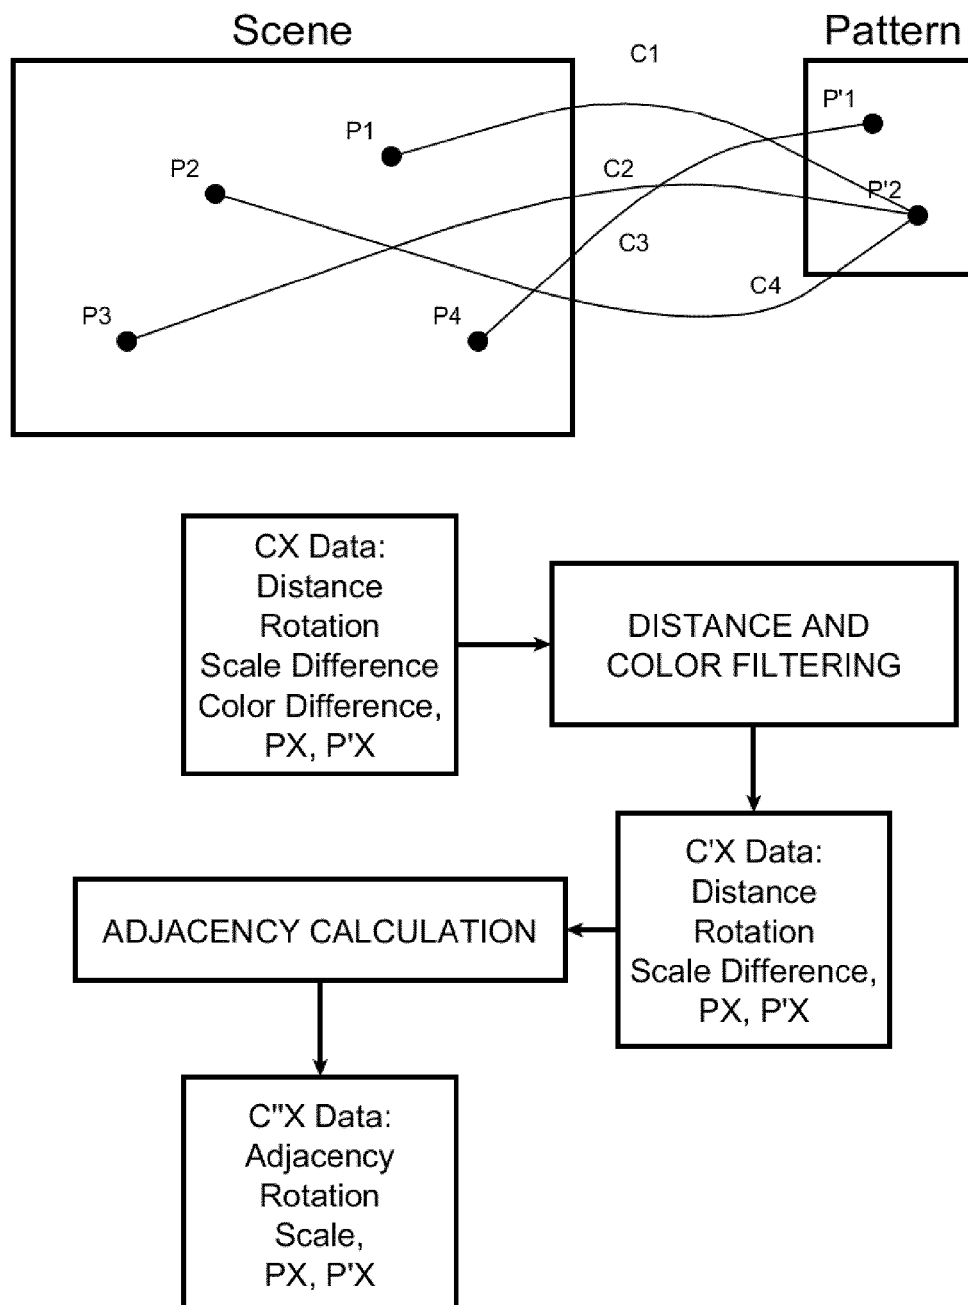 Scene
Pattern
C1
P'1
P1
P2
C2
P'2
C3
C4
P3
P4
CX Data:
Distance
Rotation
Scale Difference
Color Difference,
PX, P'X
DISTANCE AND
COLOR FILTERING
C'X Data:
Distance
Rotation
Scale Difference,
PX, P'X
ADJACENCY CALCULATION
C"X Data:
Adjacency
Rotation
Scale,
PX, P'X